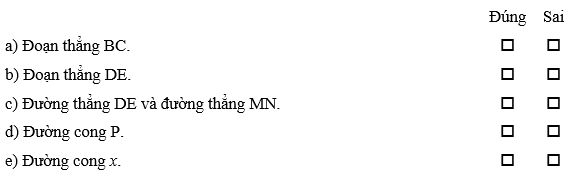 Đúng Sai
a) Đoạn thẳng BC. □ □
b) Đoạn thẳng DE. □ □
c) Đường thẳng DE và đường thẳng MN. □ □
d) Đường cong P. □ □
e) Đường cong x. □ □